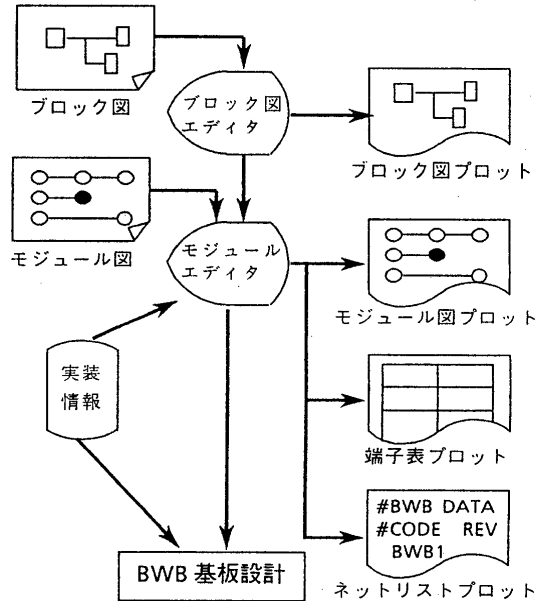 ブロック図
ブロック図
エディタ
ブロック図プロット
モジュール図
モジュール
エディタ
モジュール図プロット
実装
情報
端子表プロット
#BWB DATA
#CODE REV
BWB1
BWB 基板設計
ネットリストプロット